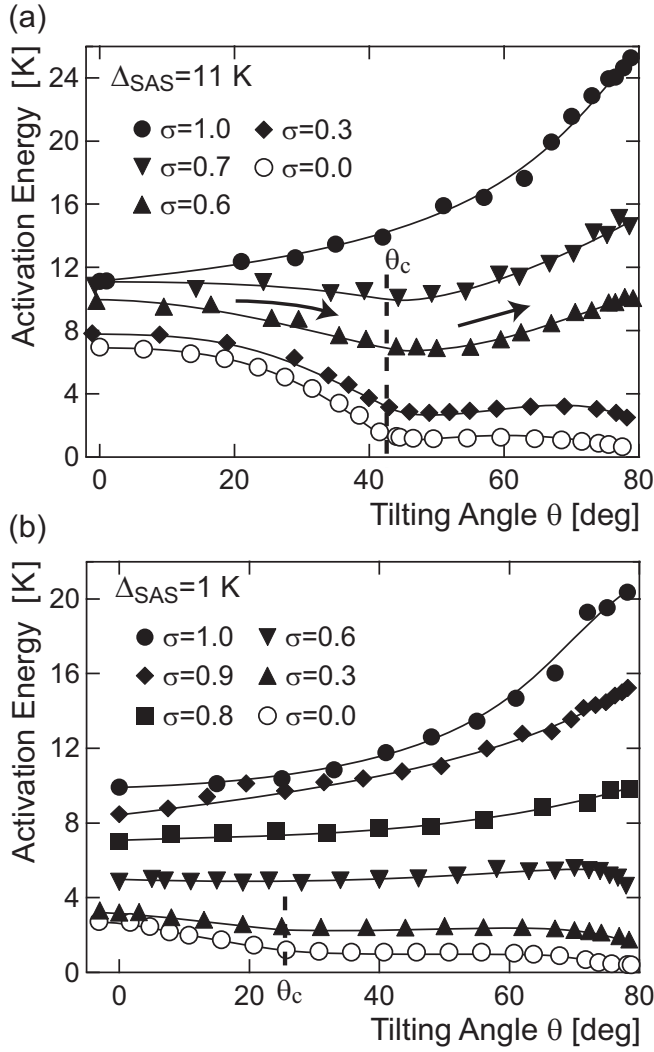 (a)
Activation Energy [K]
24
20
16
12
8
4
0
Δ_SAS=11 K
σ=1.0
σ=0.3
σ=0.7
σ=0.0
σ=0.6
θ_c
0 20 40 60 80
Tilting Angle θ [deg]
(b)
Activation Energy [K]
20
16
12
8
4
0
Δ_SAS=1 K
σ=1.0
σ=0.6
σ=0.9
σ=0.3
σ=0.8
σ=0.0
θ_c
0 20 40 60 80
Tilting Angle θ [deg]